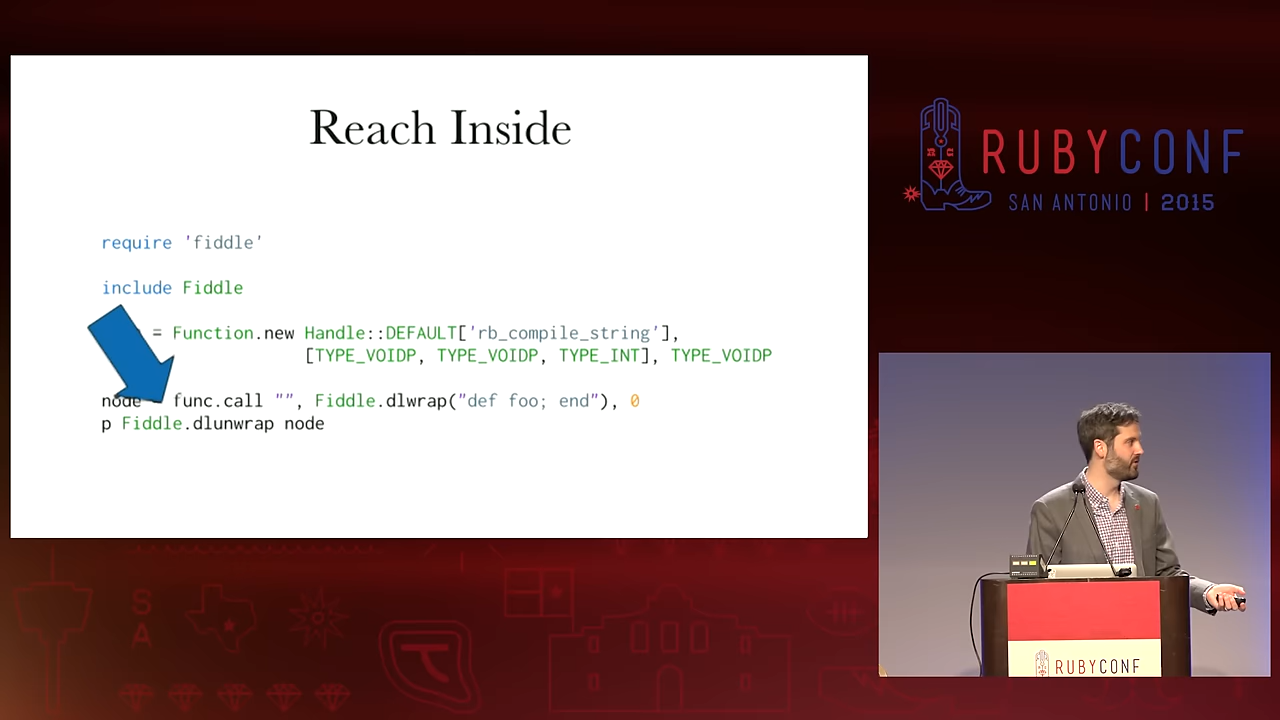 Reach Inside
require 'fiddle'
include Fiddle
= Function.new Handle::DEFAULT['rb_compile_string'],
[TYPE_VOIDP, TYPE_VOIDP, TYPE_INT], TYPE_VOIDP
node = func.call "", Fiddle.dlwrap("def foo; end"), 0
p Fiddle.dlunwrap node
RUBYCONF
SAN ANTONIO | 2015
RUBYCONF
S
A